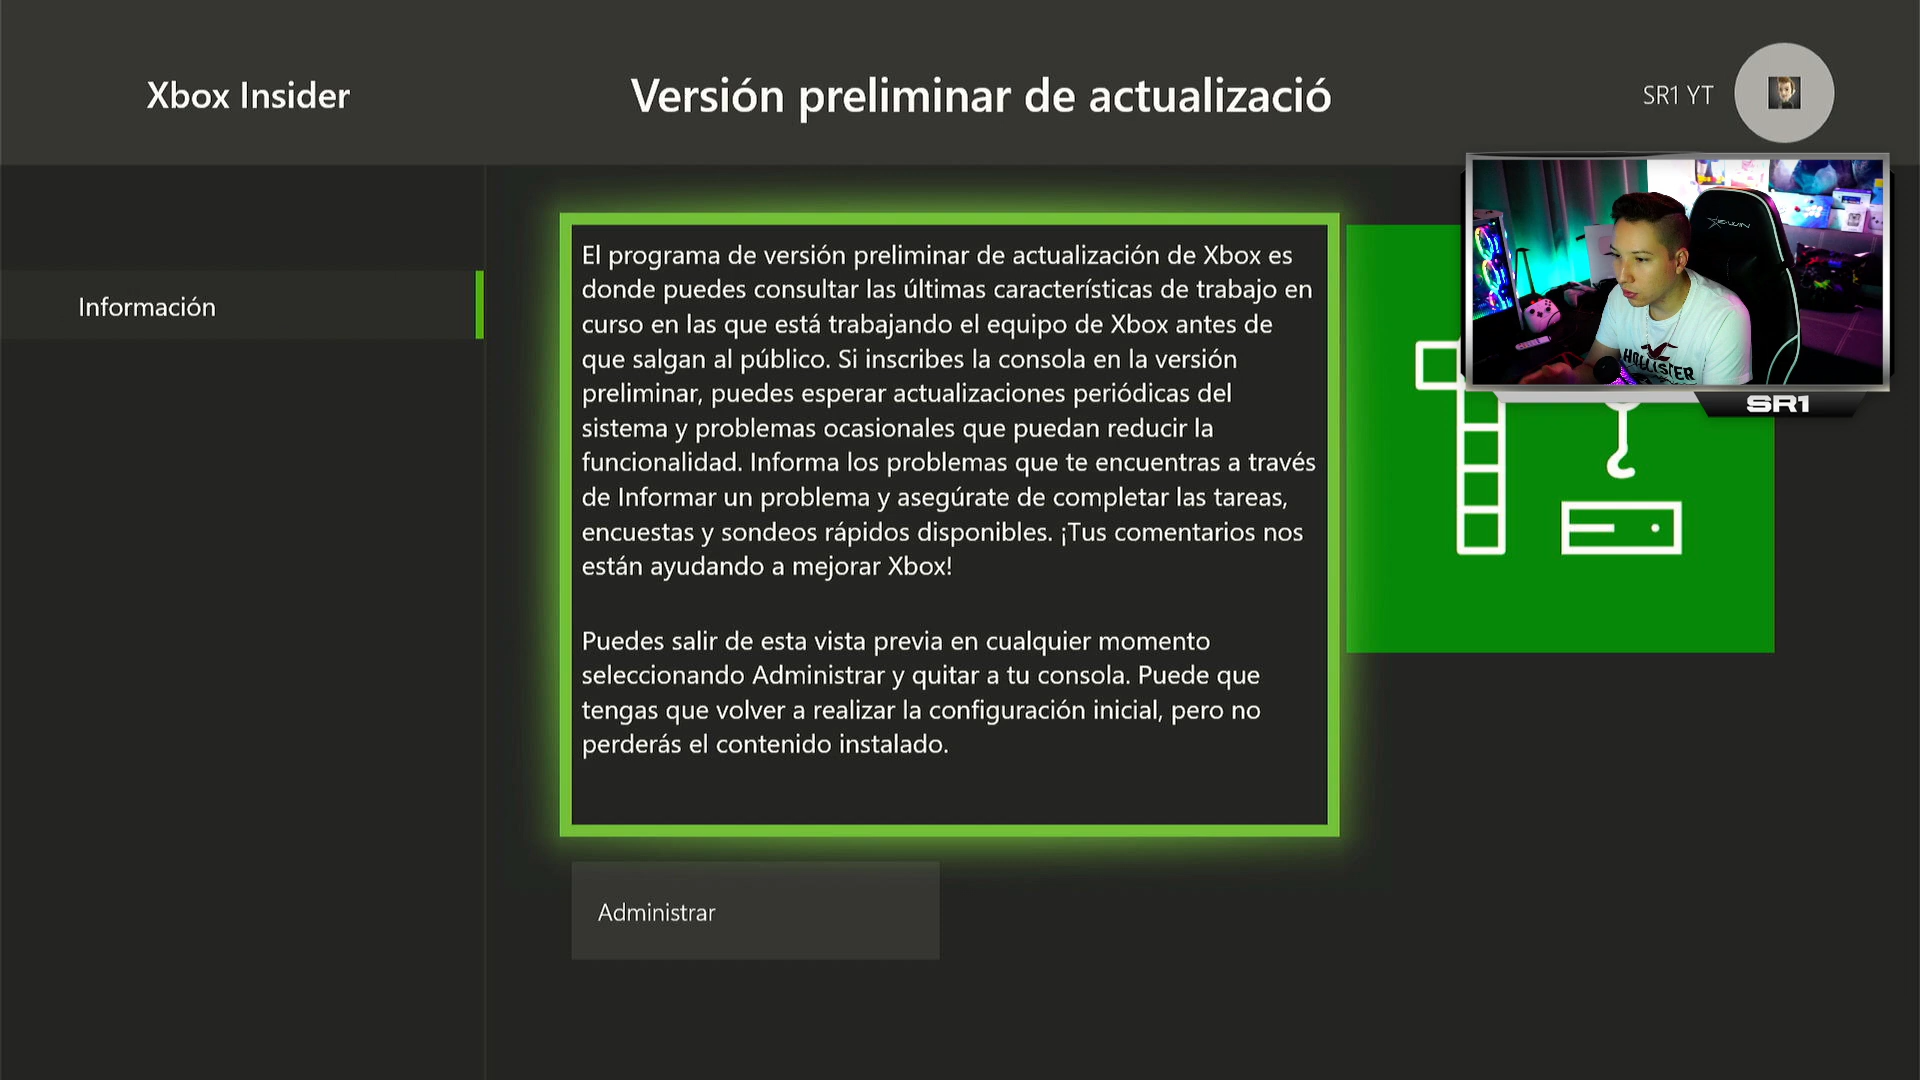 Xbox Insider
Versión preliminar de actualizació
SR1 YT
Información
El programa de versión preliminar de actualización de Xbox es
donde puedes consultar las últimas características de trabajo en
curso en las que está trabajando el equipo de Xbox antes de
que salgan al público. Si inscribes la consola en la versión
preliminar, puedes esperar actualizaciones periódicas del
sistema y problemas ocasionales que puedan reducir la
funcionalidad. Informa los problemas que te encuentras a través
de Informar un problema y asegúrate de completar las tareas,
encuestas y sondeos rápidos disponibles. ¡Tus comentarios nos
están ayudando a mejorar Xbox!
Puedes salir de esta vista previa en cualquier momento
seleccionando Administrar y quitar a tu consola. Puede que
tengas que volver a realizar la configuración inicial, pero no
perderás el contenido instalado.
Administrar
HOLLISTER
SR1